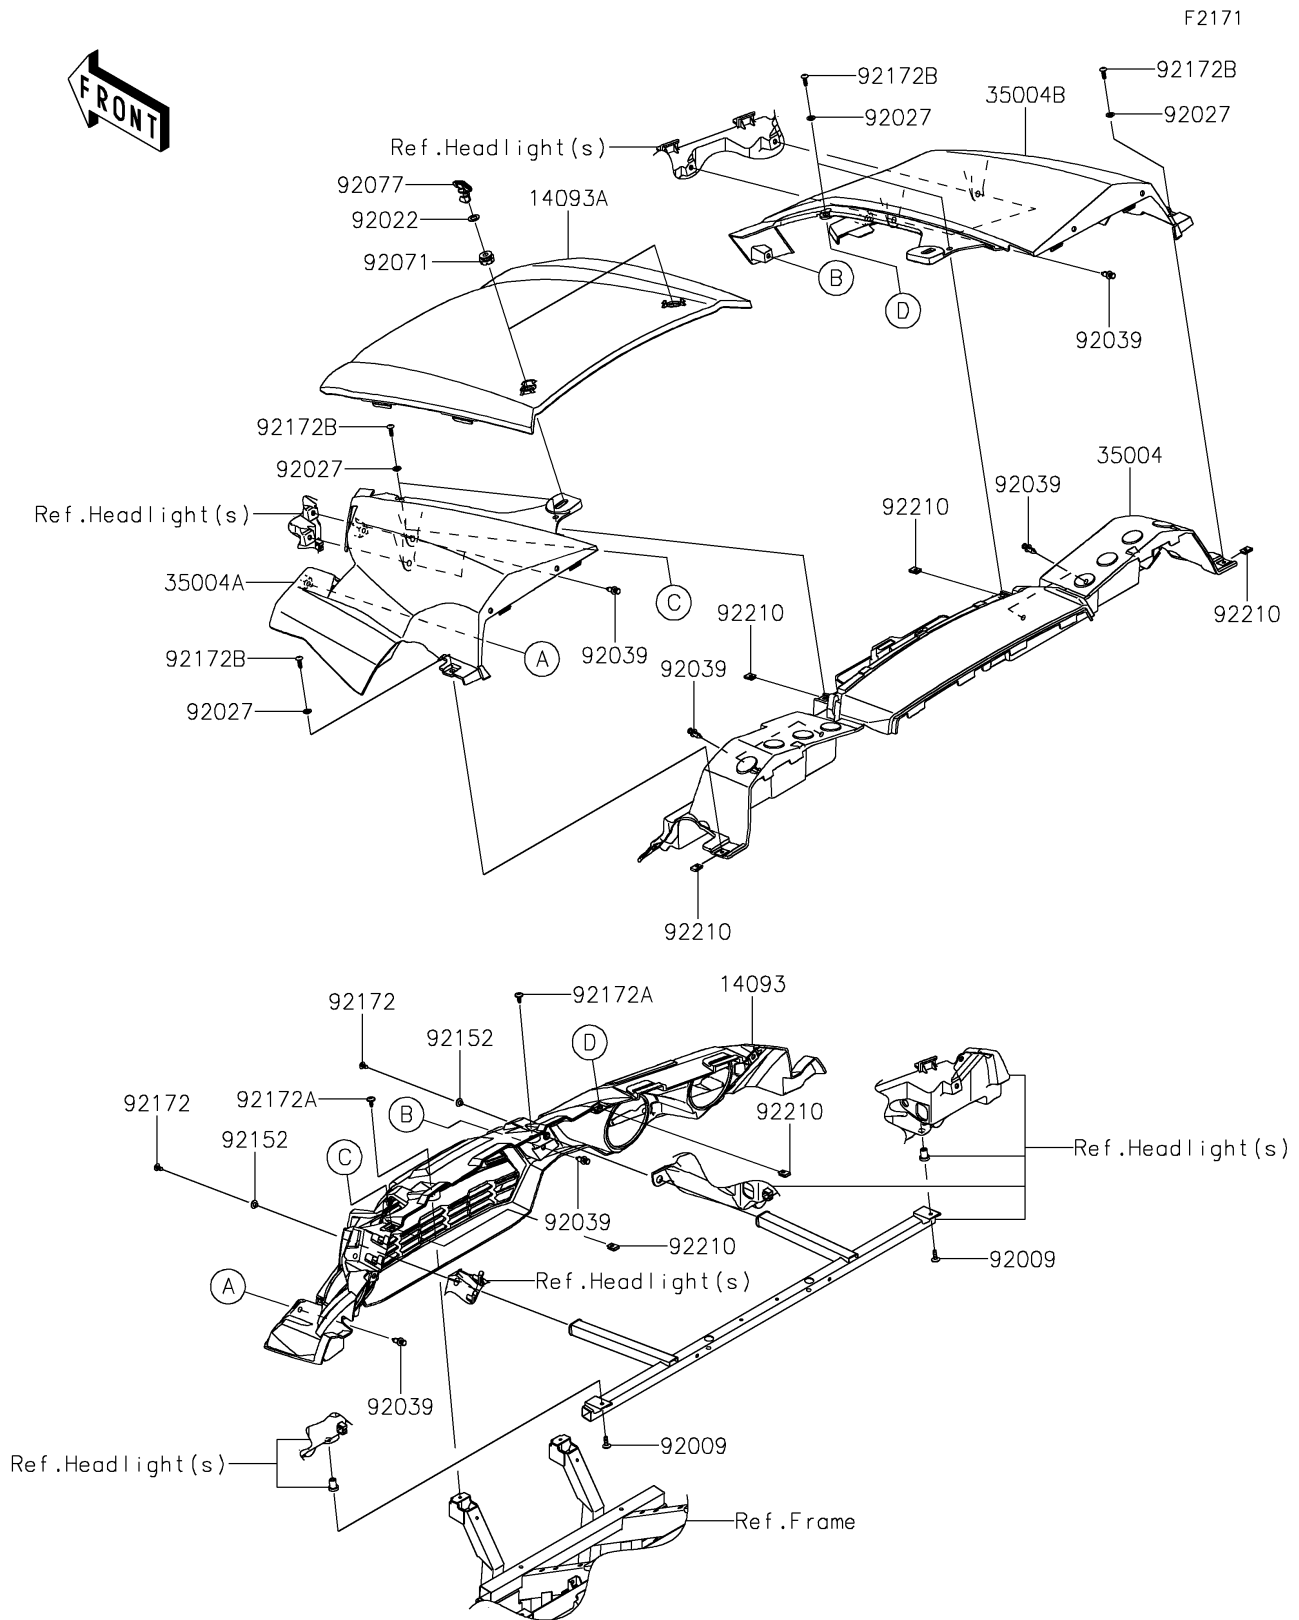 F2171
FRONT
92172B
92172B
35004B
92027
92027
Ref.Headlight(s)
92077
14093A
92022
92071
B
D
92039
92172B
92027
35004
92039
Ref.Headlight(s)
92210
35004A
C
92210
92210
92039
A
92172B
92039
92027
92210
14093
92172A
92172
92152
D
92172A
92172
B
92210
92152
Ref.Headlight(s)
C
92039
92210
92009
Ref.Headlight(s)
A
92039
92009
Ref.Headlight(s)
Ref.Frame